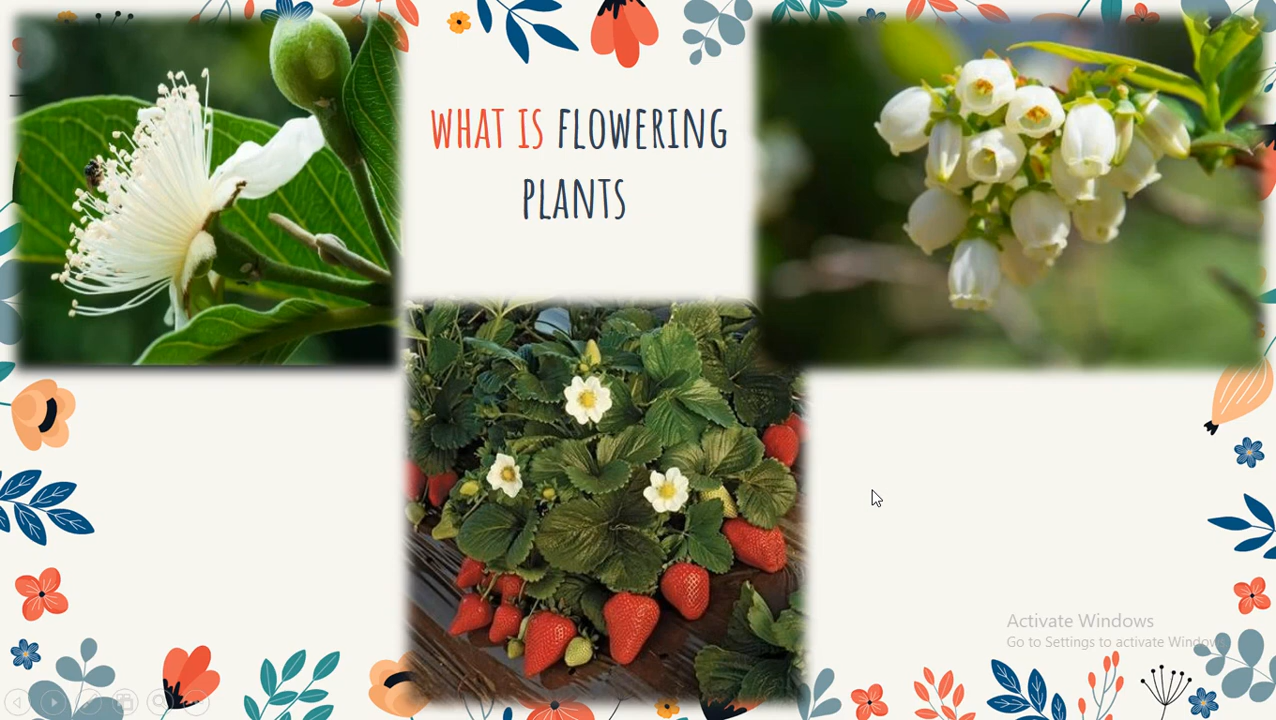 WHAT IS FLOWERING
PLANTS
Activate Windows
Go to Settings to activate Windows.